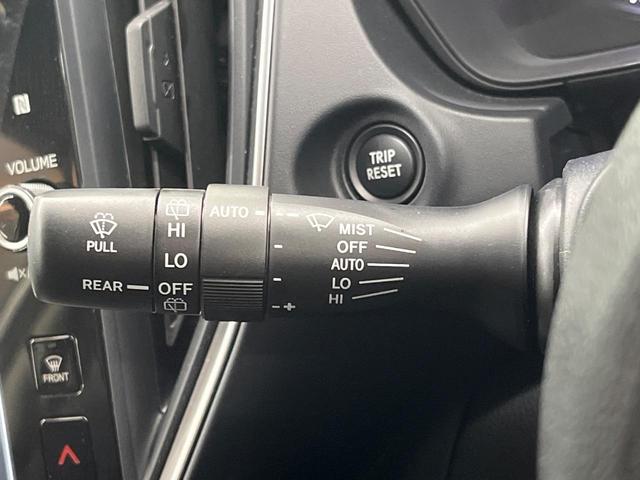 VOLUME
TRIP
RESET
PULL
REAR
HI
LO
OFF
AUTO
- +
MIST
OFF
AUTO
LO
HI
FRONT